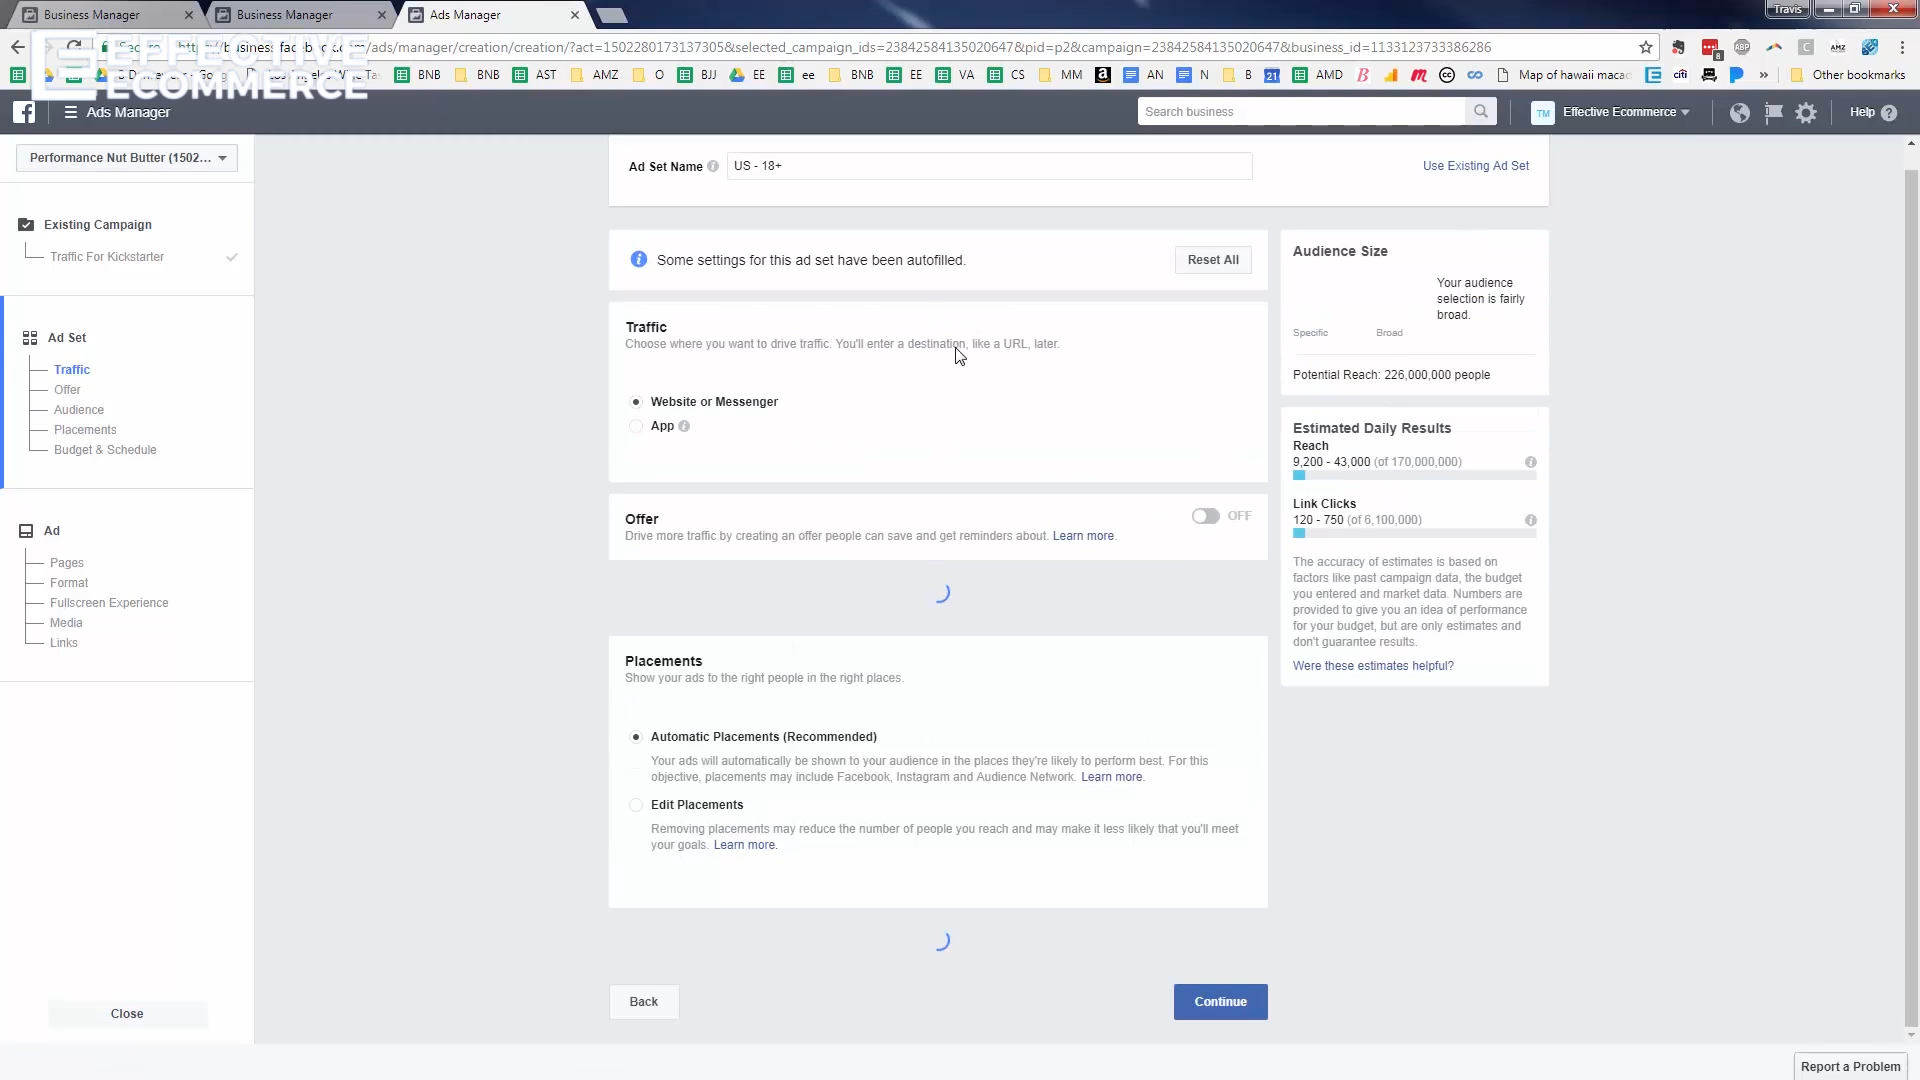 Business Manager
Business Manager
Ads Manager
Travis
/ads/manager/creation/creation/?act=1502280173137305&selected_campaign_ids=23842584135020647&pid=p2&campaign=23842584135020647&business_id=1133123733386286
EFFECTIVE
ECOMMERCE
BNB
BNB
AST
AMZ
O
BJJ
EE
ee
BNB
EE
VA
CS
MM
AN
N
B
AMD
Map of hawaii macad
Other bookmarks
Ads Manager
Search business
TM
Effective Ecommerce
Help
Performance Nut Butter (1502...
Existing Campaign
Traffic For Kickstarter
Ad Set
Traffic
Offer
Audience
Placements
Budget & Schedule
Ad
Pages
Format
Fullscreen Experience
Media
Links
Close
Ad Set Name
US - 18+
Use Existing Ad Set
Some settings for this ad set have been autofilled.
Reset All
Traffic
Choose where you want to drive traffic. You'll enter a destination, like a URL, later.
Website or Messenger
App
Offer
OFF
Drive more traffic by creating an offer people can save and get reminders about. Learn more.
Placements
Show your ads to the right people in the right places.
Automatic Placements (Recommended)
Your ads will automatically be shown to your audience in the places they're likely to perform best. For this
objective, placements may include Facebook, Instagram and Audience Network. Learn more.
Edit Placements
Removing placements may reduce the number of people you reach and may make it less likely that you'll meet
your goals. Learn more.
Back
Continue
Audience Size
Your audience
selection is fairly
broad.
Specific
Broad
Potential Reach: 226,000,000 people
Estimated Daily Results
Reach
9,200 - 43,000 (of 170,000,000)
Link Clicks
120 - 750 (of 6,100,000)
The accuracy of estimates is based on
factors like past campaign data, the budget
you entered and market data. Numbers are
provided to give you an idea of performance
for your budget, but are only estimates and
don't guarantee results.
Were these estimates helpful?
Report a Problem